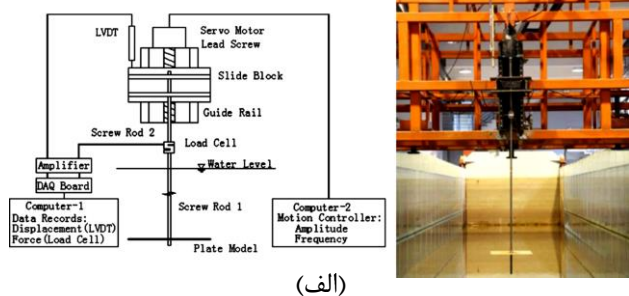 LVDT
Servo Motor
Lead Screw
Slide Block
Guide Rail
Screw Rod 2
Load Cell
Amplifier
Water Level
DAQ Board
Computer-1
Data Records:
Displacement(LVDT)
Force(Load Cell)
Screw Rod 1
Computer-2
Motion Controller:
Amplitude
Frequency
Plate Model
(الف)